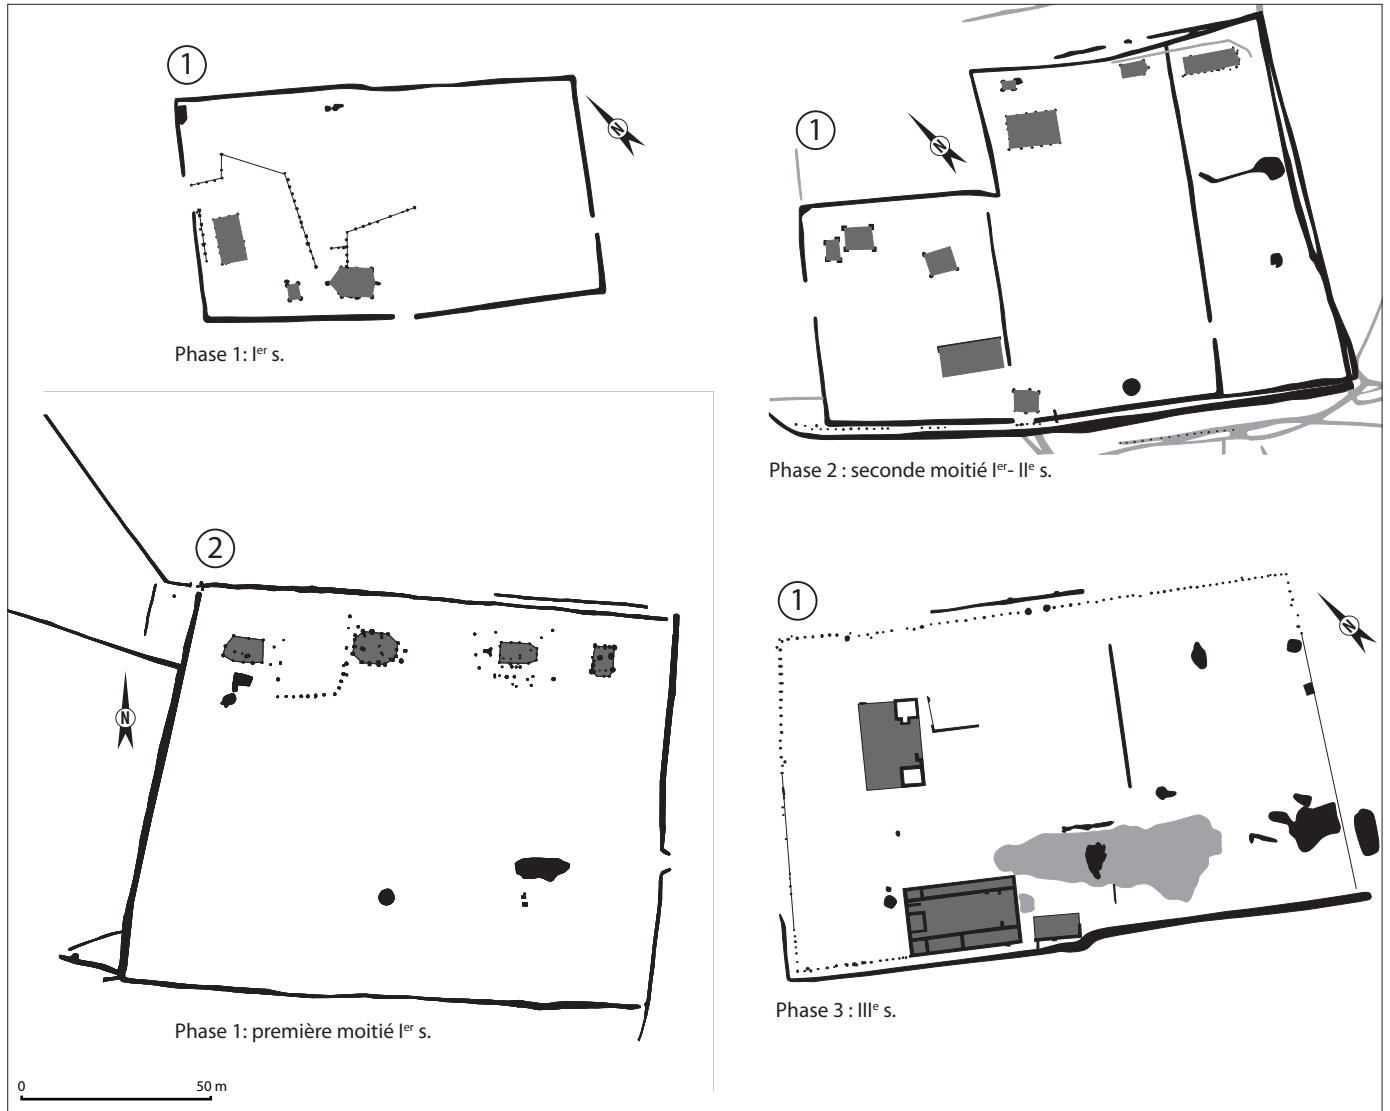 1
N
Phase 1: Ier s.
1
N
Phase 2 : seconde moitié Ier- IIe s.
2
N
Phase 1: première moitié Ier s.
0 50 m
1
N
Phase 3 : IIIe s.